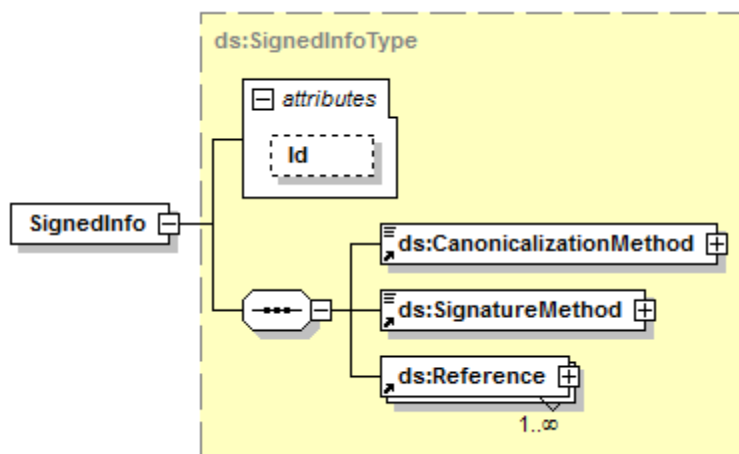 ds:SignedInfoType
attributes
Id
SignedInfo
ds:CanonicalizationMethod
ds:SignatureMethod
ds:Reference
1..∞